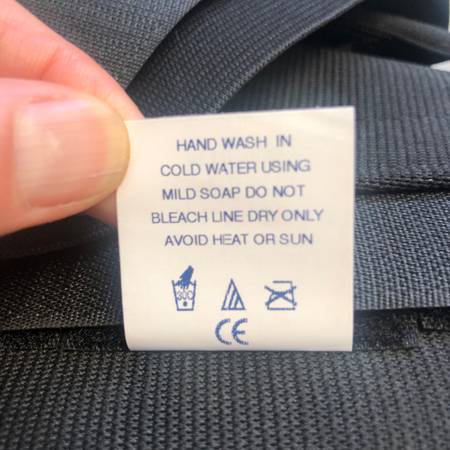 HAND WASH IN
COLD WATER USING
MILD SOAP DO NOT
BLEACH LINE DRY ONLY
AVOID HEAT OR SUN
CE